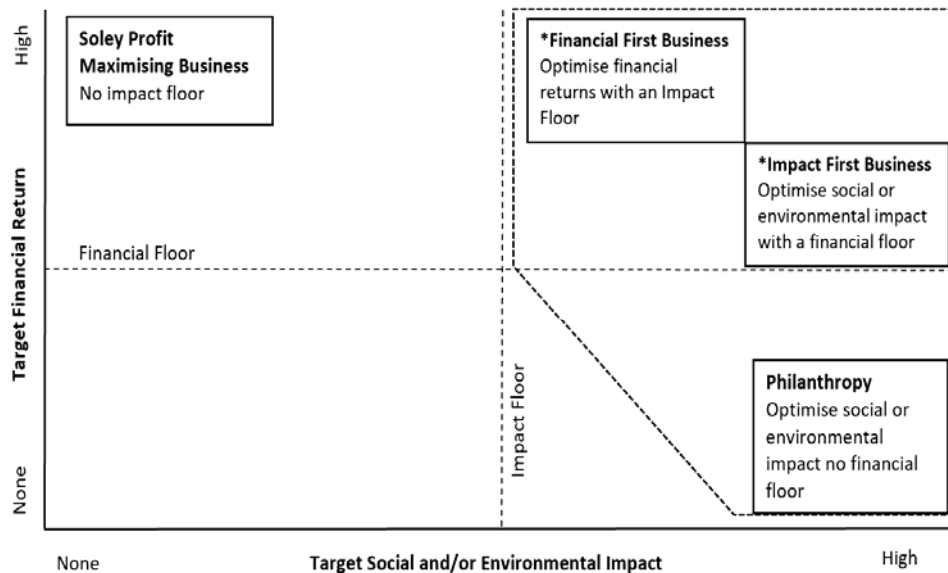 High
Target Financial Return
None
Soley Profit
Maximising Business
No impact floor
*Financial First Business
Optimise financial
returns with an Impact
Floor
*Impact First Business
Optimise social or
environmental impact
with a financial floor
Financial Floor
Impact Floor
Philanthropy
Optimise social or
environmental
impact no financial
floor
None
Target Social and/or Environmental Impact
High